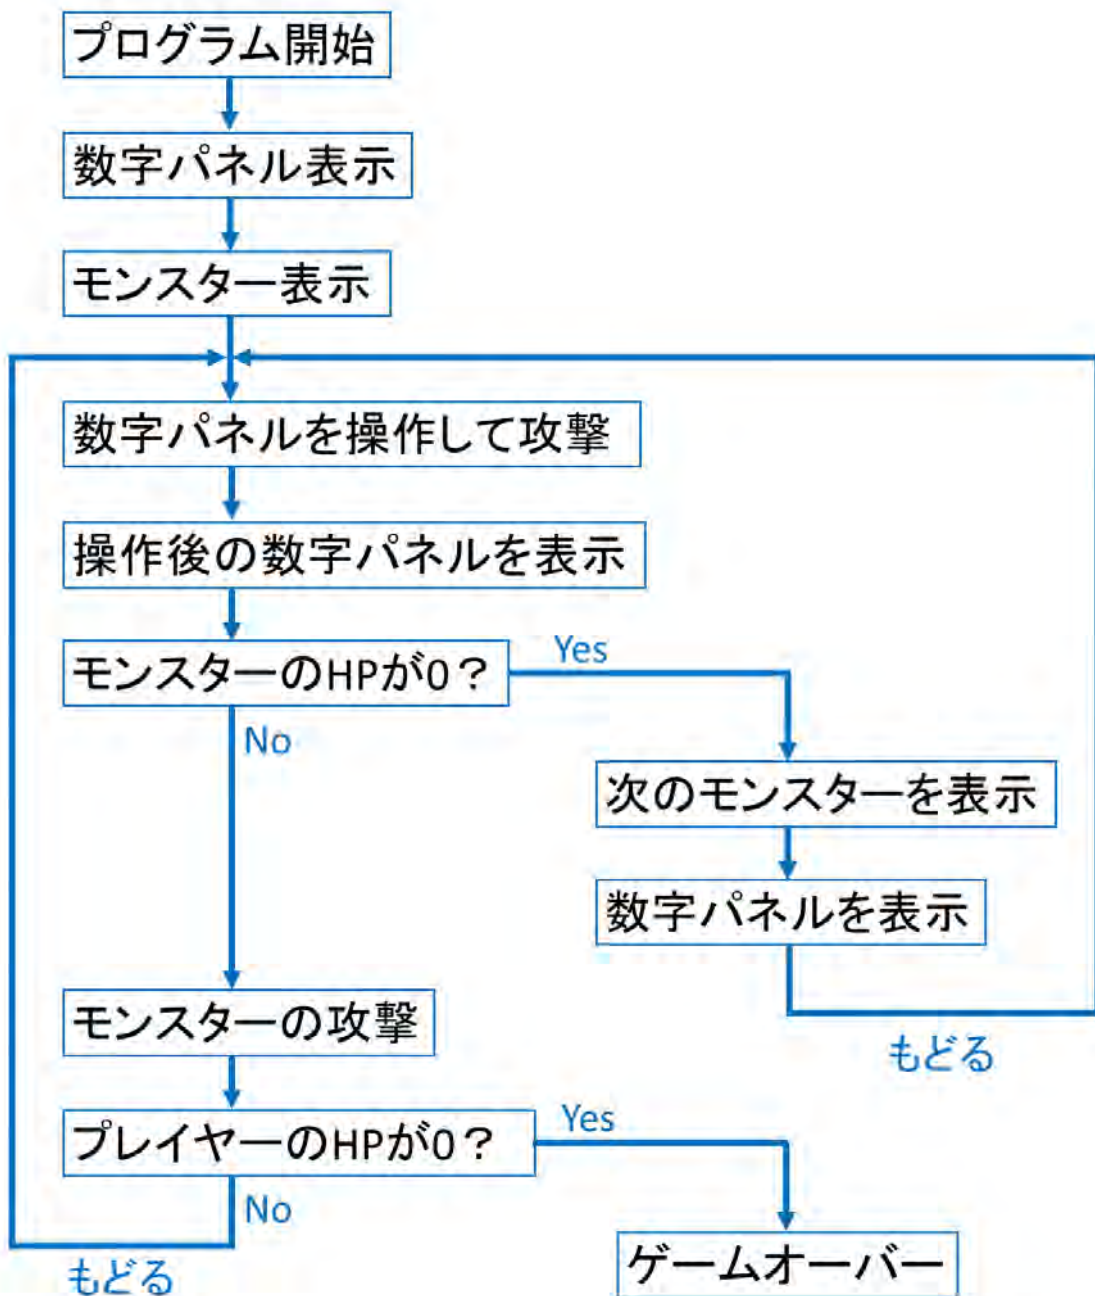 プログラム開始
数字パネル表示
モンスター表示
数字パネルを操作して攻撃
操作後の数字パネルを表示
モンスターのHPが0？
Yes
No
次のモンスターを表示
数字パネルを表示
もどる
モンスターの攻撃
プレイヤーのHPが0？
Yes
No
もどる
ゲームオーバー